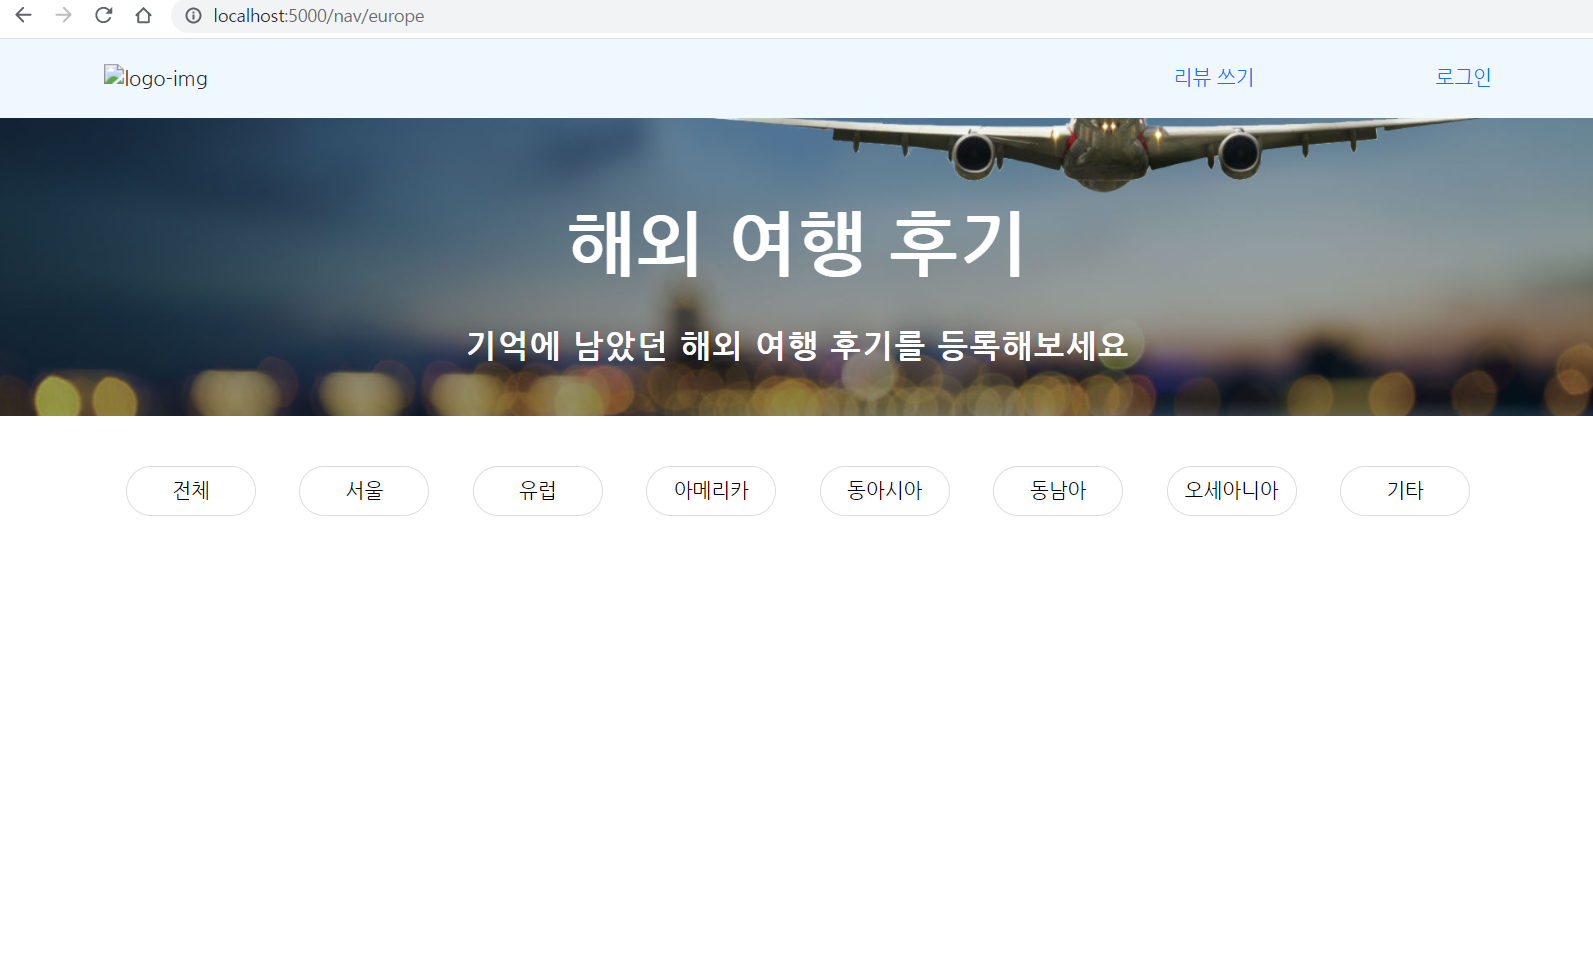 localhost:5000/nav/europe
logo-img
리뷰 쓰기
로그인
해외 여행 후기
기억에 남았던 해외 여행 후기를 등록해보세요
전체
서울
유럽
아메리카
동아시아
동남아
오세아니아
기타